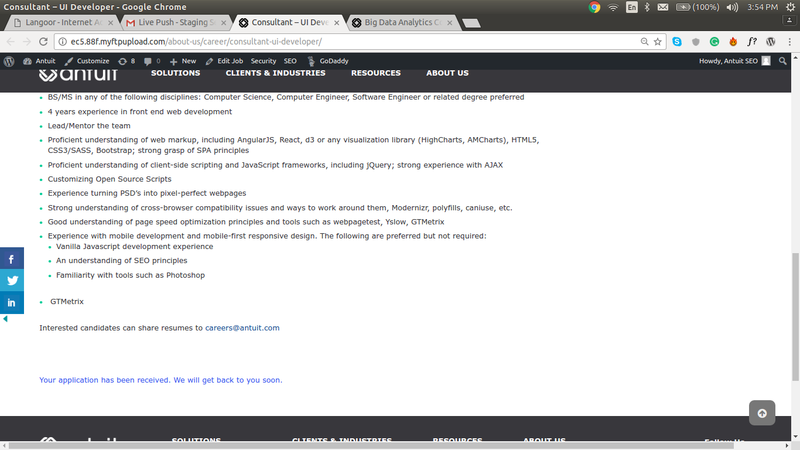 Consultant – UI Developer - Google Chrome
En
(100%)
3:54 PM
Langoor - Internet Ac
Live Push - Staging S
Consultant – UI Deve
Big Data Analytics Co
ec5.88f.myftpupload.com/about-us/career/consultant-ui-developer/
f?
Antuit
Customize
8
0
New
Edit Job
Security
SEO
GoDaddy
Howdy, Antuit SEO
antuit
SOLUTIONS
CLIENTS & INDUSTRIES
RESOURCES
ABOUT US
BS/MS in any of the following disciplines: Computer Science, Computer Engineer, Software Engineer or related degree preferred
4 years experience in front end web development
Lead/Mentor the team
Proficient understanding of web markup, including AngularJS, React, d3 or any visualization library (HighCharts, AMCharts), HTML5,
CSS3/SASS, Bootstrap; strong grasp of SPA principles
Proficient understanding of client-side scripting and JavaScript frameworks, including jQuery; strong experience with AJAX
Customizing Open Source Scripts
Experience turning PSD's into pixel-perfect webpages
Strong understanding of cross-browser compatibility issues and ways to work around them, Modernizr, polyfills, caniuse, etc.
Good understanding of page speed optimization principles and tools such as webpagetest, Yslow, GTMetrix
Experience with mobile development and mobile-first responsive design. The following are preferred but not required:
Vanilla Javascript development experience
An understanding of SEO principles
Familiarity with tools such as Photoshop
GTMetrix
Interested candidates can share resumes to careers@antuit.com
Your application has been received. We will get back to you soon.
antuit
SOLUTIONS
CLIENTS & INDUSTRIES
RESOURCES
ABOUT US
Follow Us